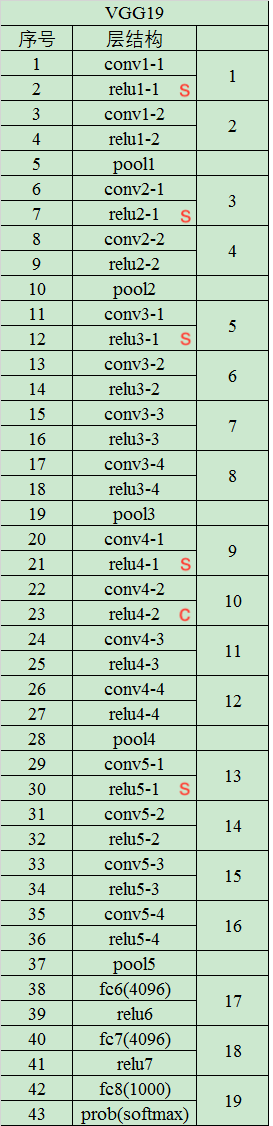 VGG19
序号 层结构
1 conv1-1 1
2 relu1-1 S
3 conv1-2 2
4 relu1-2
5 pool1
6 conv2-1 3
7 relu2-1 S
8 conv2-2 4
9 relu2-2
10 pool2
11 conv3-1 5
12 relu3-1 S
13 conv3-2 6
14 relu3-2
15 conv3-3 7
16 relu3-3
17 conv3-4 8
18 relu3-4
19 pool3
20 conv4-1 9
21 relu4-1 S
22 conv4-2 10
23 relu4-2 C
24 conv4-3 11
25 relu4-3
26 conv4-4 12
27 relu4-4
28 pool4
29 conv5-1 13
30 relu5-1 S
31 conv5-2 14
32 relu5-2
33 conv5-3 15
34 relu5-3
35 conv5-4 16
36 relu5-4
37 pool5
38 fc6(4096) 17
39 relu6
40 fc7(4096) 18
41 relu7
42 fc8(1000) 19
43 prob(softmax)